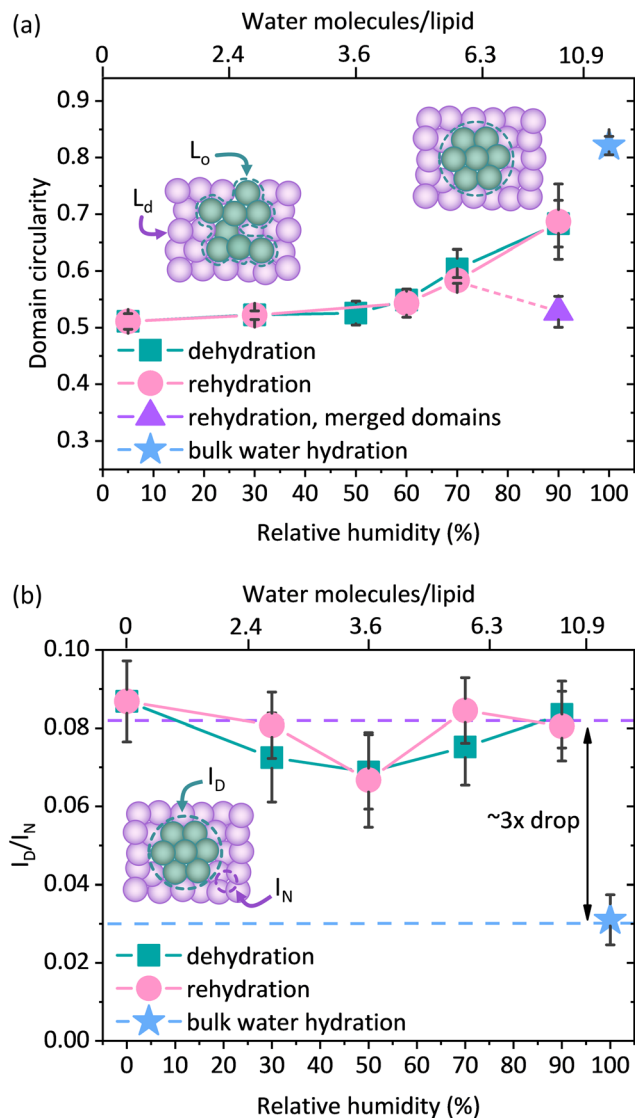 (a)
Water molecules/lipid
0 2.4 3.6 6.3 10.9
Domain circularity
0.9
0.8
0.7
0.6
0.5
0.4
0.3
Lo
Ld
dehydration
rehydration
rehydration, merged domains
bulk water hydration
0 10 20 30 40 50 60 70 80 90 100
Relative humidity (%)
(b)
Water molecules/lipid
0 2.4 3.6 6.3 10.9
ID/IN
0.10
0.08
0.06
0.04
0.02
0.00
~3x drop
ID
IN
dehydration
rehydration
bulk water hydration
0 10 20 30 40 50 60 70 80 90 100
Relative humidity (%)